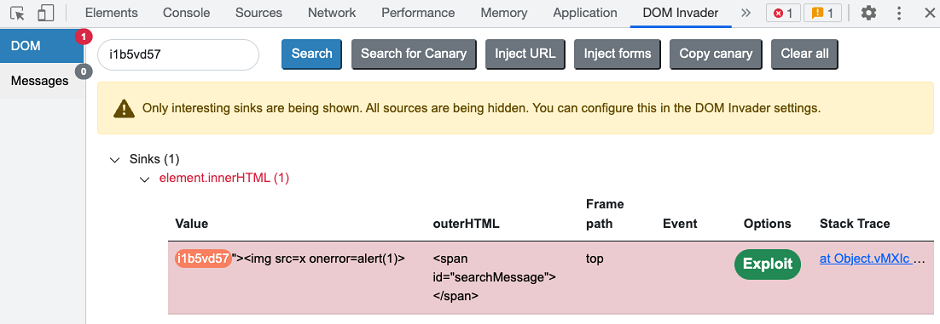 Elements Console Sources Network Performance Memory Application DOM Invader » 1 1
DOM 1
Messages 0
i1b5vd57 Search Search for Canary Inject URL Inject forms Copy canary Clear all
Only interesting sinks are being shown. All sources are being hidden. You can configure this in the DOM Invader settings.
Sinks (1)
element.innerHTML (1)
Value outerHTML Frame path Event Options Stack Trace
i1b5vd57"><img src=x onerror=alert(1)> <span id="searchMessage"></span> top Exploit at Object.vMXIc ...